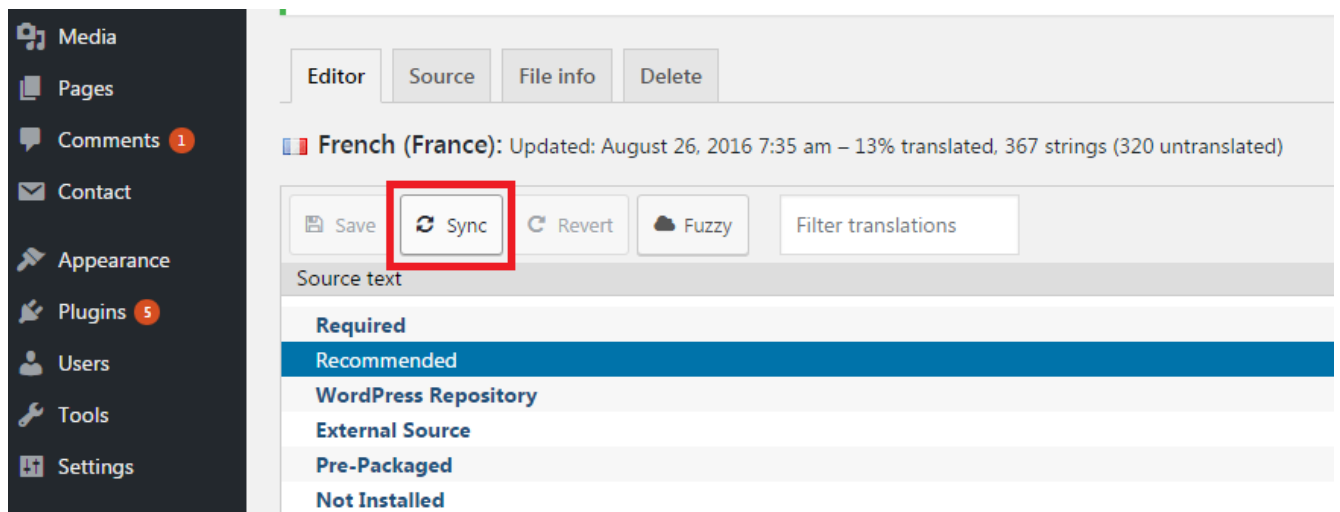 Media
Pages
Comments 1
Contact
Appearance
Plugins 5
Users
Tools
Settings
Editor Source File info Delete
French (France): Updated: August 26, 2016 7:35 am – 13% translated, 367 strings (320 untranslated)
Save Sync Revert Fuzzy Filter translations
Source text
Required
Recommended
WordPress Repository
External Source
Pre-Packaged
Not Installed